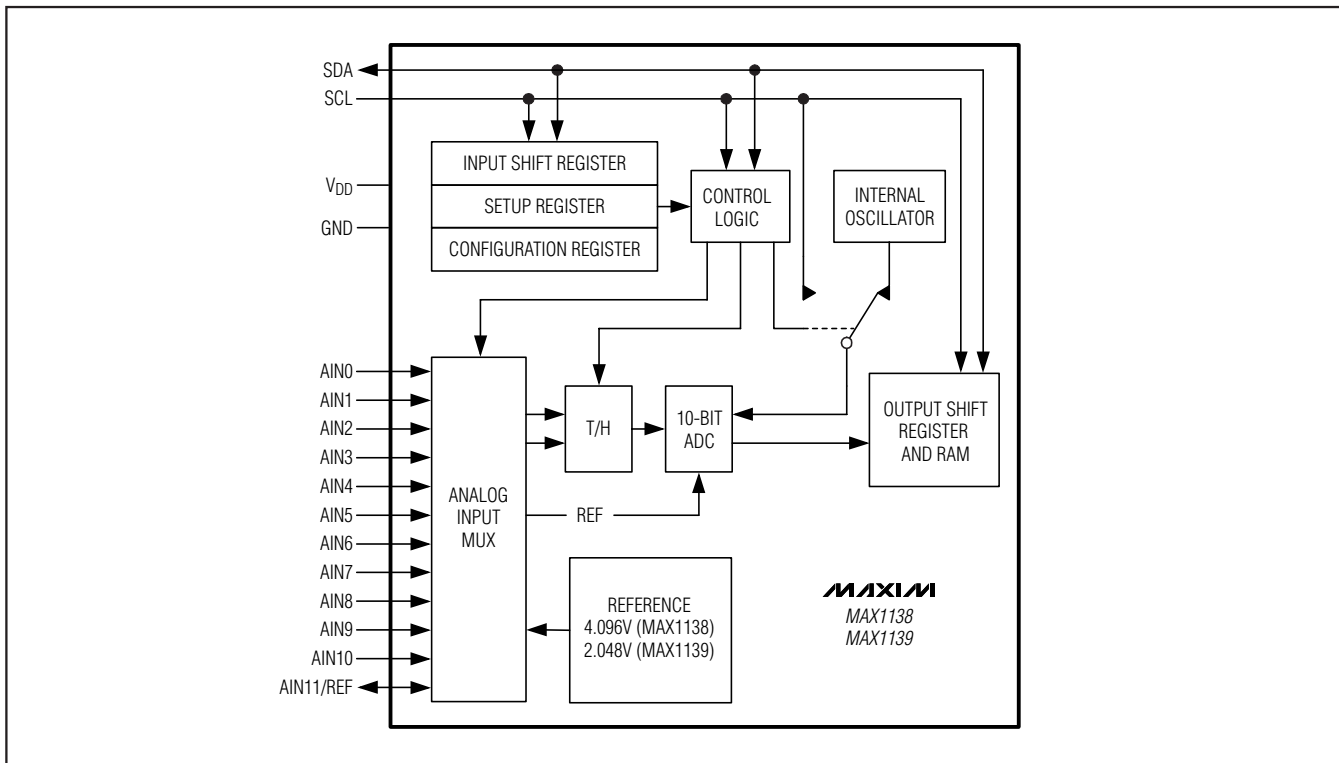 SDA
SCL
INPUT SHIFT REGISTER
SETUP REGISTER
CONFIGURATION REGISTER
VDD
GND
CONTROL
LOGIC
INTERNAL
OSCILLATOR
AIN0
AIN1
AIN2
AIN3
AIN4
AIN5
AIN6
AIN7
AIN8
AIN9
AIN10
AIN11/REF
ANALOG
INPUT
MUX
T/H
10-BIT
ADC
REF
OUTPUT SHIFT
REGISTER
AND RAM
REFERENCE
4.096V (MAX1138)
2.048V (MAX1139)
MAXIM
MAX1138
MAX1139